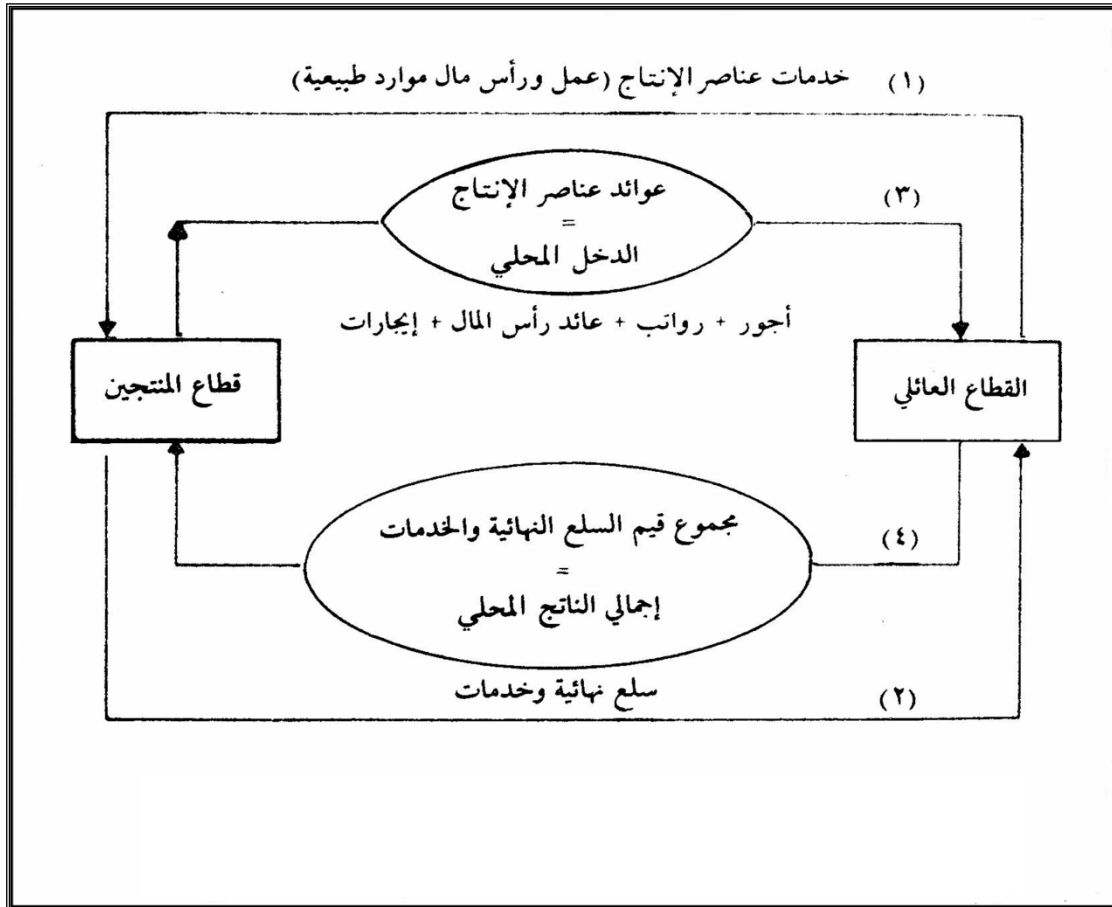 (١) خدمات عناصر الإنتاج (عمل ورأس مال موارد طبيعية)
عوائد عناصر الإنتاج
=
الدخل المحلي
(٣)
أجور + رواتب + عائد رأس المال + إيجارات
القطاع العائلي
قطاع المنتجين
مجموع قيم السلع النهائية والخدمات
=
إجمالي الناتج المحلي
(٤)
سلع نهائية وخدمات
(٢)